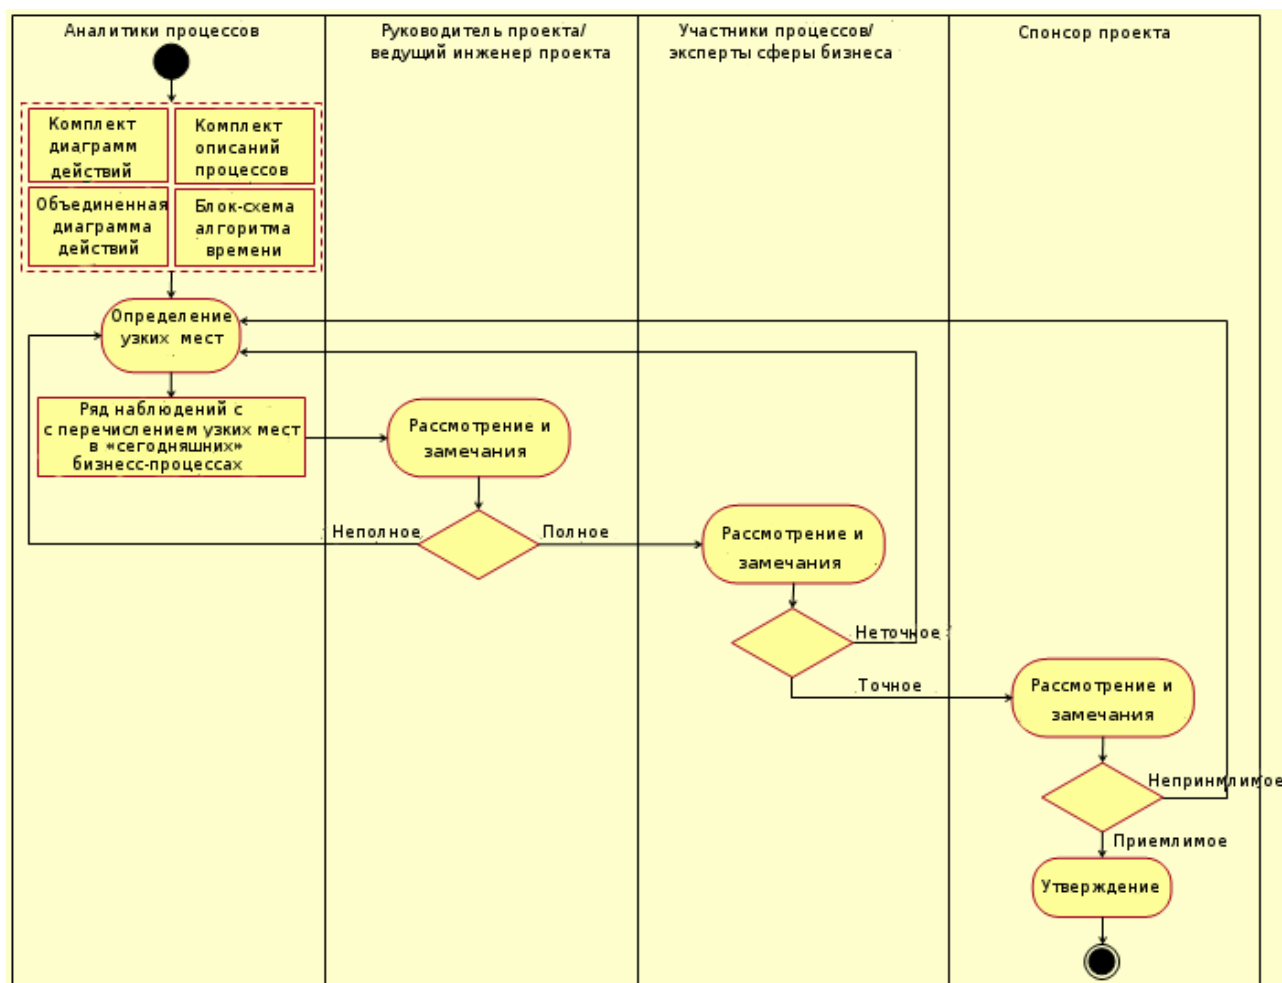 Аналитики процессов
Руководитель проекта/
ведущий инженер проекта
Участники процессов/
эксперты сферы бизнеса
Спонсор проекта
Комплект
диаграмм
действий
Комплект
описаний
процессов
Объединенная
диаграмма
действий
Блок-схема
алгоритма
времени
Определение
узких мест
Ряд наблюдений с
с перечислением узких мест
в «сегодняшних»
бизнесс-процессах
Рассмотрение и
замечания
Неполное
Полное
Рассмотрение и
замечания
Неточное
Точное
Рассмотрение и
замечания
Непринмлимое
Приемлимое
Утверждение